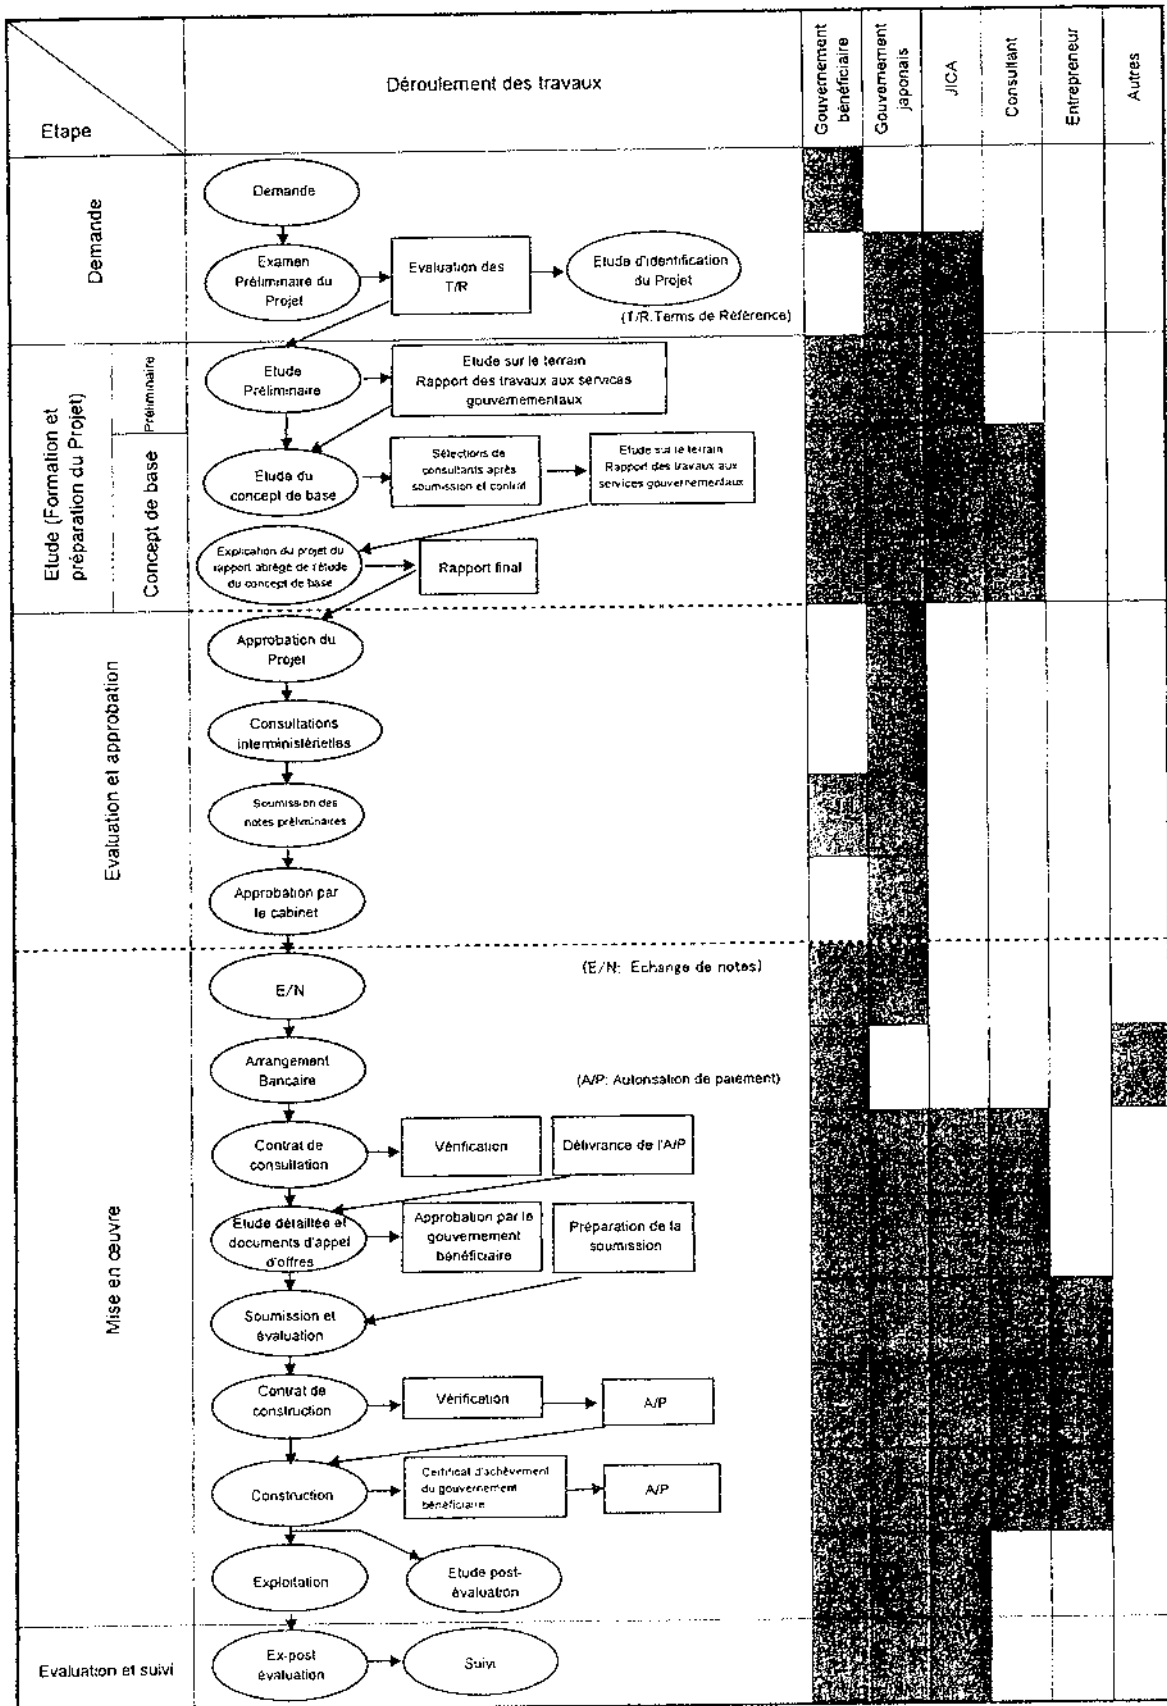 Etape
Déroulement des travaux
Gouvernement
bénéficiaire
Gouvernement
japonais
JICA
Consultant
Entrepreneur
Autres
Demande
Demande
Examen
Préliminaire du
Projet
Evaluation des
T/R
Etude d'identification
du Projet
(T/R:Terms de Référence)
Etude (Formation et
préparation du Projet)
Préliminaire
Etude
Préliminaire
Etude sur le terrain
Rapport des travaux aux services
gouvernementaux
Concept de base
Etude du
concept de base
Sélections de
consultants après
soumission et contrat
Etude sur le terrain
Rapport des travaux aux
services gouvernementaux
Explication du projet du
rapport abrégé de l'étude
du concept de base
Rapport final
Evaluation et approbation
Approbation du
Projet
Consultations
interministérielles
Soumission des
notes préliminaires
Approbation par
le cabinet
Mise en œuvre
E/N
(E/N: Echange de notes)
Arrangement
Bancaire
(A/P: Autorisation de paiement)
Contrat de
consultation
Vérification
Délivrance de l'A/P
Etude détaillée et
documents d'appel
d'offres
Approbation par le
gouvernement
bénéficiaire
Préparation de la
soumission
Soumission et
évaluation
Contrat de
construction
Vérification
A/P
Construction
Certificat d'achèvement
du gouvernement
bénéficiaire
A/P
Exploitation
Etude post-
évaluation
Evaluation et suivi
Ex-post
évaluation
Suivi